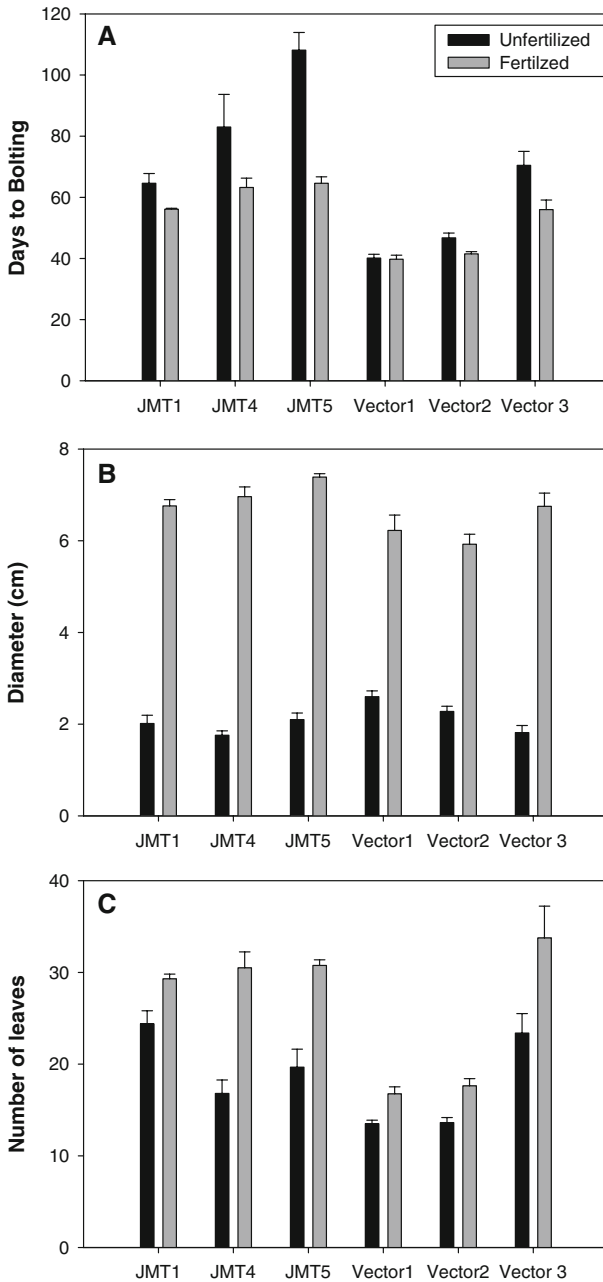 A
Unfertilized
Fertilzed
Days to Bolting
120
100
80
60
40
20
0
JMT1 JMT4 JMT5 Vector1 Vector2 Vector 3
B
Diameter (cm)
8
6
4
2
0
JMT1 JMT4 JMT5 Vector1 Vector2 Vector 3
C
Number of leaves
40
30
20
10
0
JMT1 JMT4 JMT5 Vector1 Vector2 Vector 3